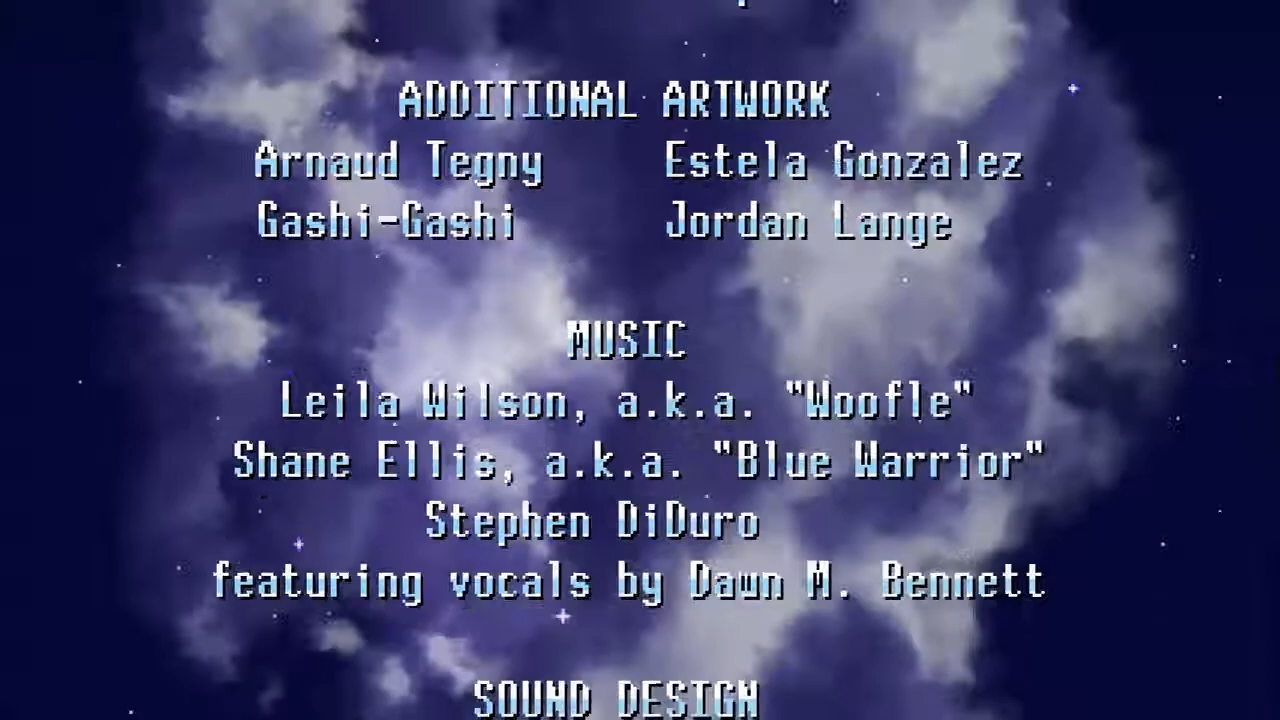 ADDITIONAL ARTWORK
Arnaud Tegny Estela Gonzalez
Gashi-Gashi Jordan Lange
MUSIC
Leila Wilson, a.k.a. "Woofle"
Shane Ellis, a.k.a. "Blue Warrior"
Stephen DiDuro
featuring vocals by Dawn M. Bennett
SOUND DESIGN